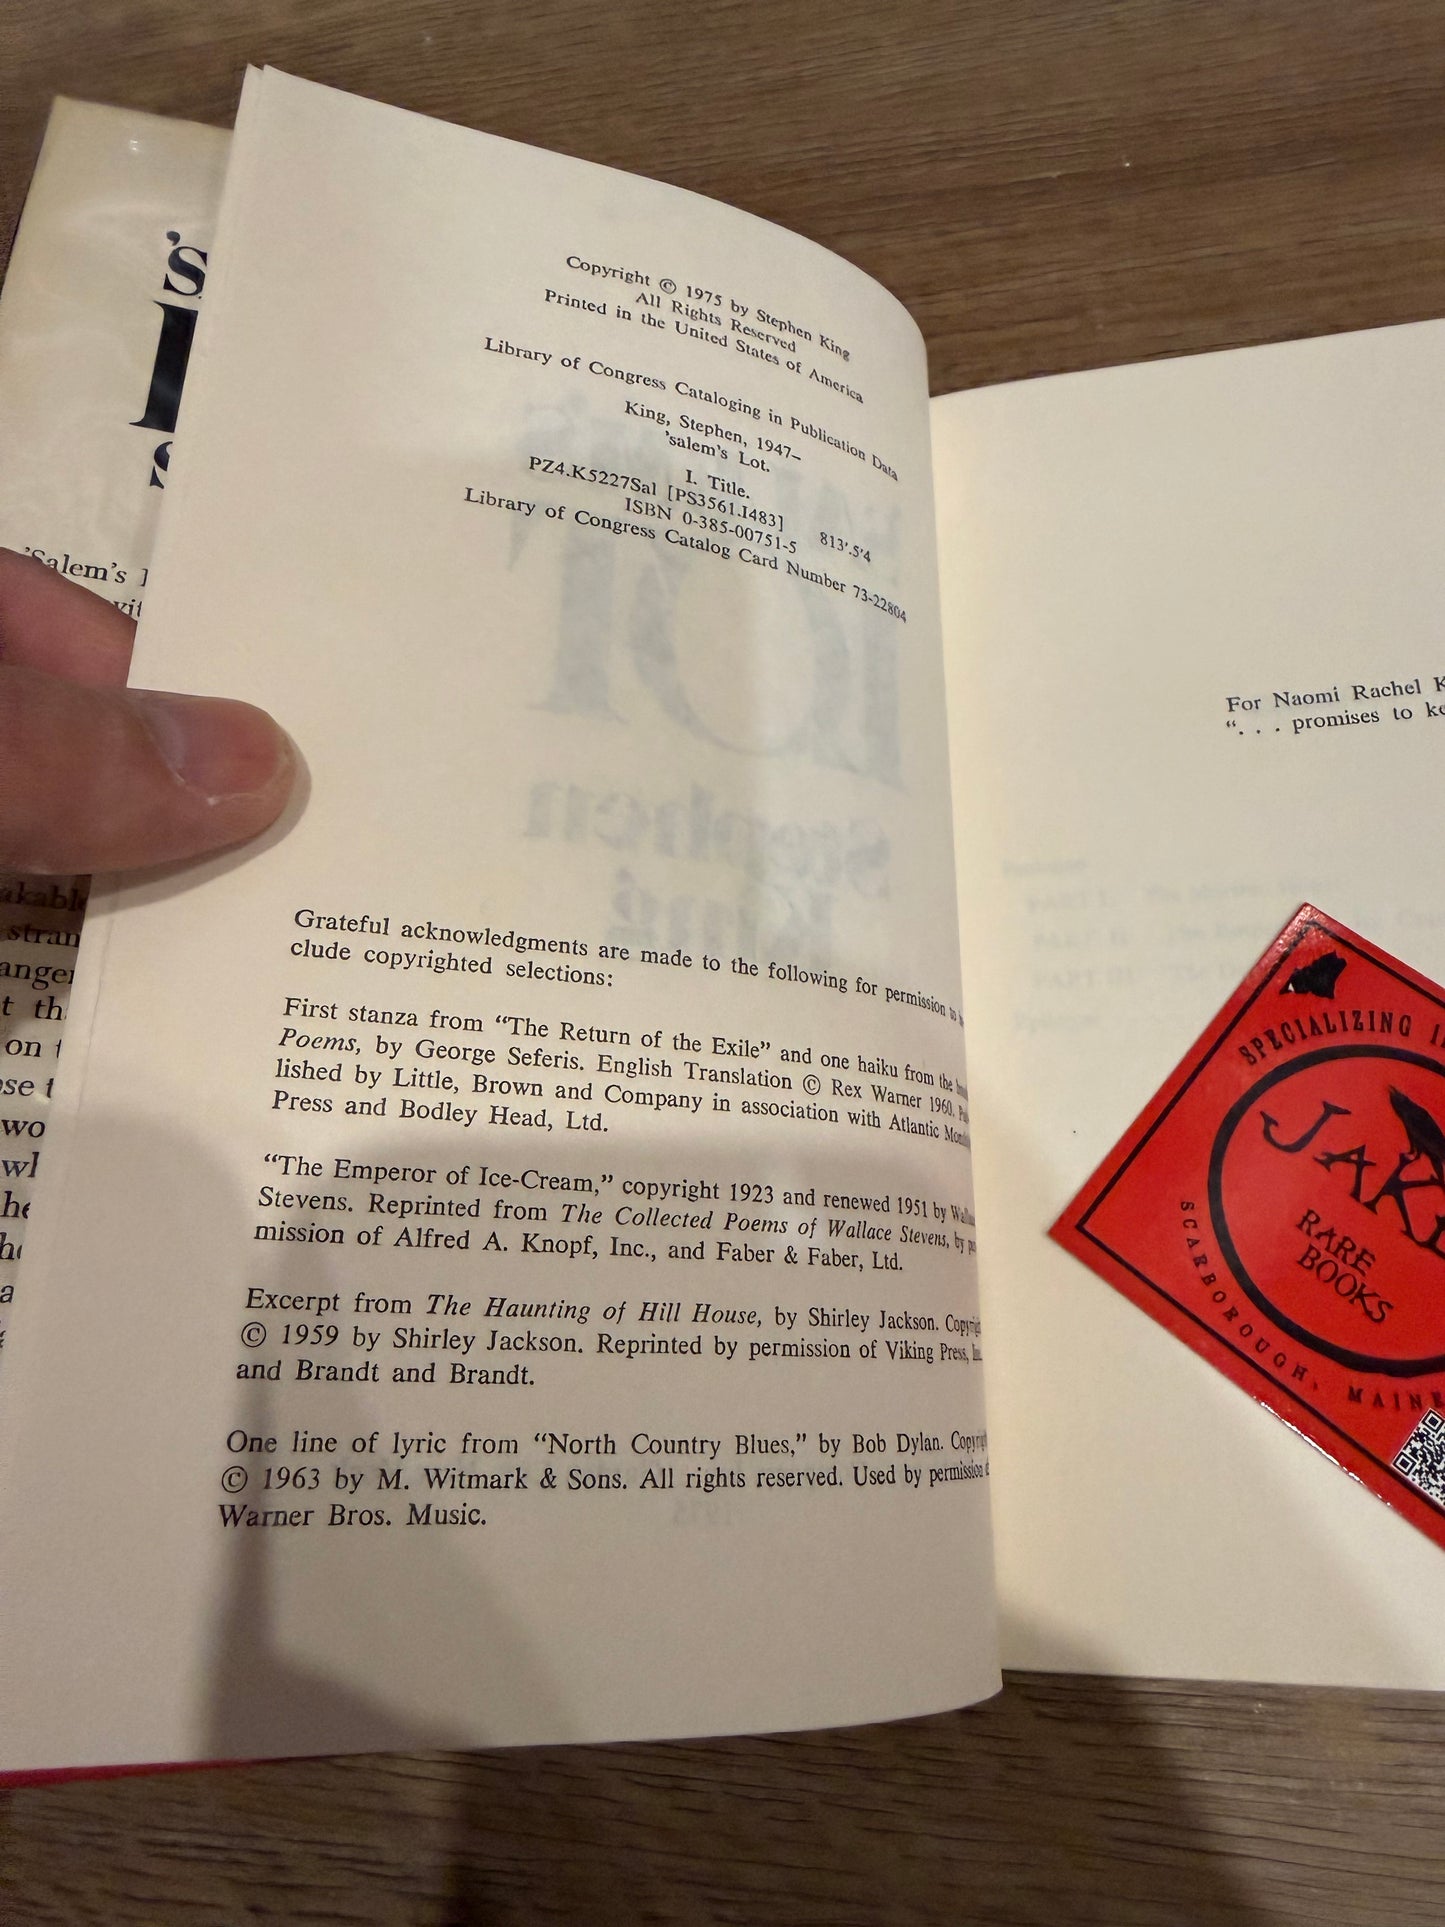 Copyright © 1975 by Stephen King
All Rights Reserved
Printed in the United States of America
Library of Congress Cataloging in Publication Data
King, Stephen, 1947–
'salem's Lot.
I. Title.
PZ4.K5227Sal [PS3561.I483] 813'.5'4
ISBN 0-385-00751-5
Library of Congress Catalog Card Number 73-22804
Grateful acknowledgments are made to the following for permission to
clude copyrighted selections:
First stanza from “The Return of the Exile” and one haiku from the
Poems, by George Seferis. English Translation © Rex Warner 1960.
lished by Little, Brown and Company in association with Atlantic
Press and Bodley Head, Ltd.
“The Emperor of Ice-Cream,” copyright 1923 and renewed 1951 by
Stevens. Reprinted from The Collected Poems of Wallace Stevens, by
mission of Alfred A. Knopf, Inc., and Faber & Faber, Ltd.
Excerpt from The Haunting of Hill House, by Shirley Jackson.
© 1959 by Shirley Jackson. Reprinted by permission of Viking Press,
and Brandt and Brandt.
One line of lyric from “North Country Blues,” by Bob Dylan.
© 1963 by M. Witmark & Sons. All rights reserved. Used by permission
Warner Bros. Music.
For Naomi Rachel K
“. . . promises to ke
SPECIALIZING I
JAKE
RARE
BOOKS
SCARBOROUGH, MAINE
'Salem's